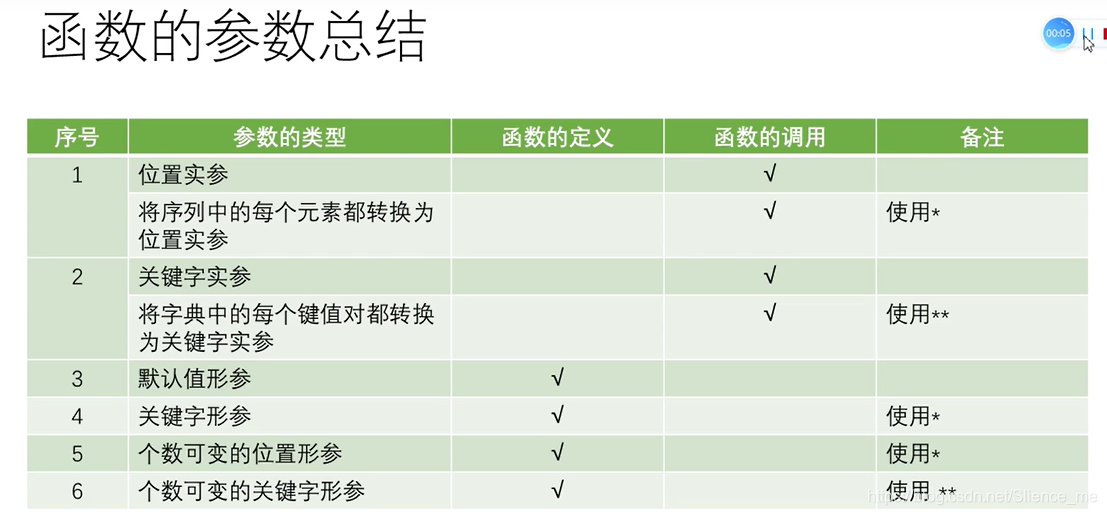 函数的参数总结
00:05
序号 参数的类型 函数的定义 函数的调用 备注
1 位置实参 √
将序列中的每个元素都转换为 √ 使用*
位置实参
2 关键字实参 √
将字典中的每个键值对都转换 √ 使用**
为关键字实参
3 默认值形参 √
4 关键字形参 √ 使用*
5 个数可变的位置形参 √ 使用*
6 个数可变的关键字形参 √ 使用 **
https://blog.csdn.net/Slience_me